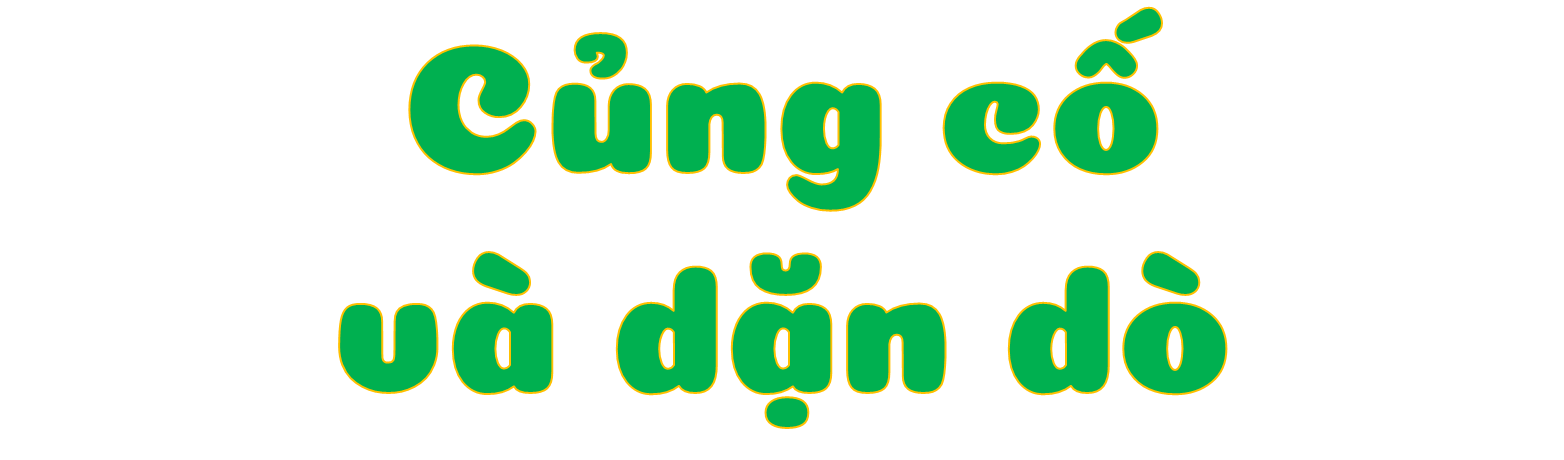 Củng cố
và dặn dò